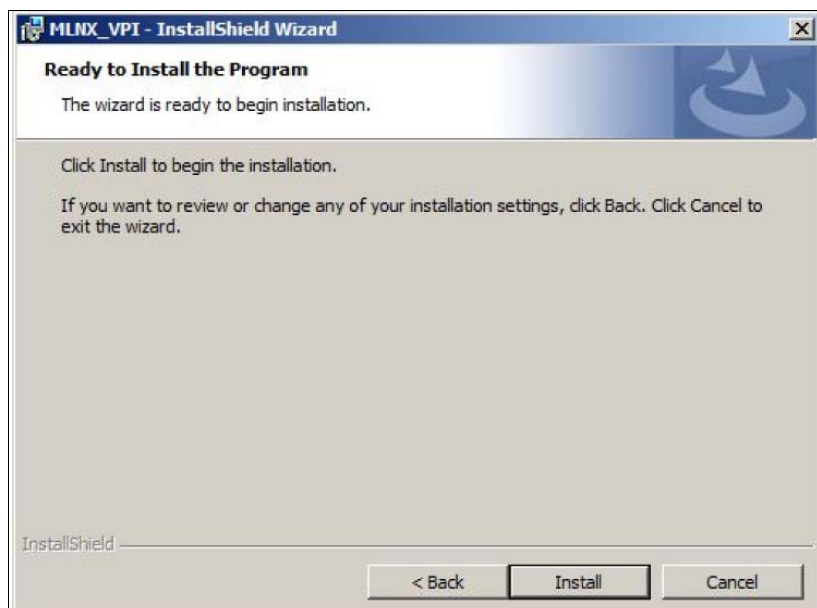 MLNX_VPI - InstallShield Wizard
Ready to Install the Program
The wizard is ready to begin installation.
Click Install to begin the installation.
If you want to review or change any of your installation settings, click Back. Click Cancel to
exit the wizard.
InstallShield
< Back
Install
Cancel